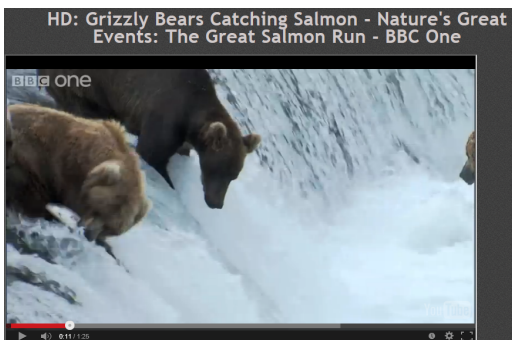 HD: Grizzly Bears Catching Salmon - Nature's Great
Events: The Great Salmon Run - BBC One
BBC one
0:11 / 1:25